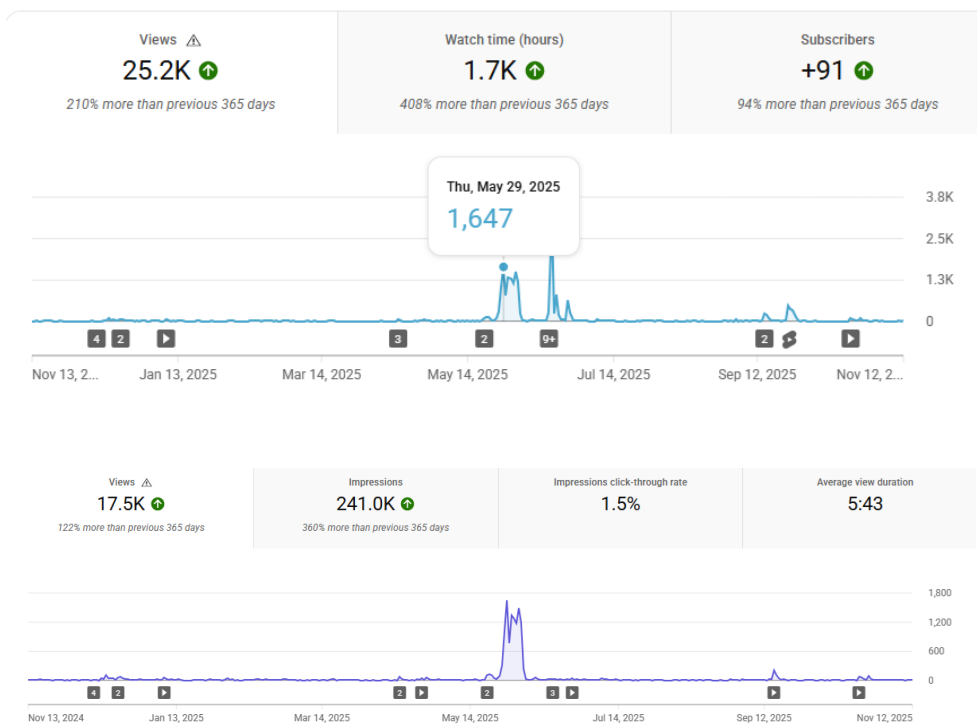 Views Watch time (hours) Subscribers
25.2K 1.7K +91
210% more than previous 365 days 408% more than previous 365 days 94% more than previous 365 days
Thu, May 29, 2025
1,647
3.8K
2.5K
1.3K
0
4 2 3 2 9+ 2
Nov 13, 2... Jan 13, 2025 Mar 14, 2025 May 14, 2025 Jul 14, 2025 Sep 12, 2025 Nov 12, 2...
Views Impressions Impressions click-through rate Average view duration
17.5K 241.0K 1.5% 5:43
122% more than previous 365 days 360% more than previous 365 days
1,800
1,200
600
0
4 2 2 2 3
Nov 13, 2024 Jan 13, 2025 Mar 14, 2025 May 14, 2025 Jul 14, 2025 Sep 12, 2025 Nov 12, 2025